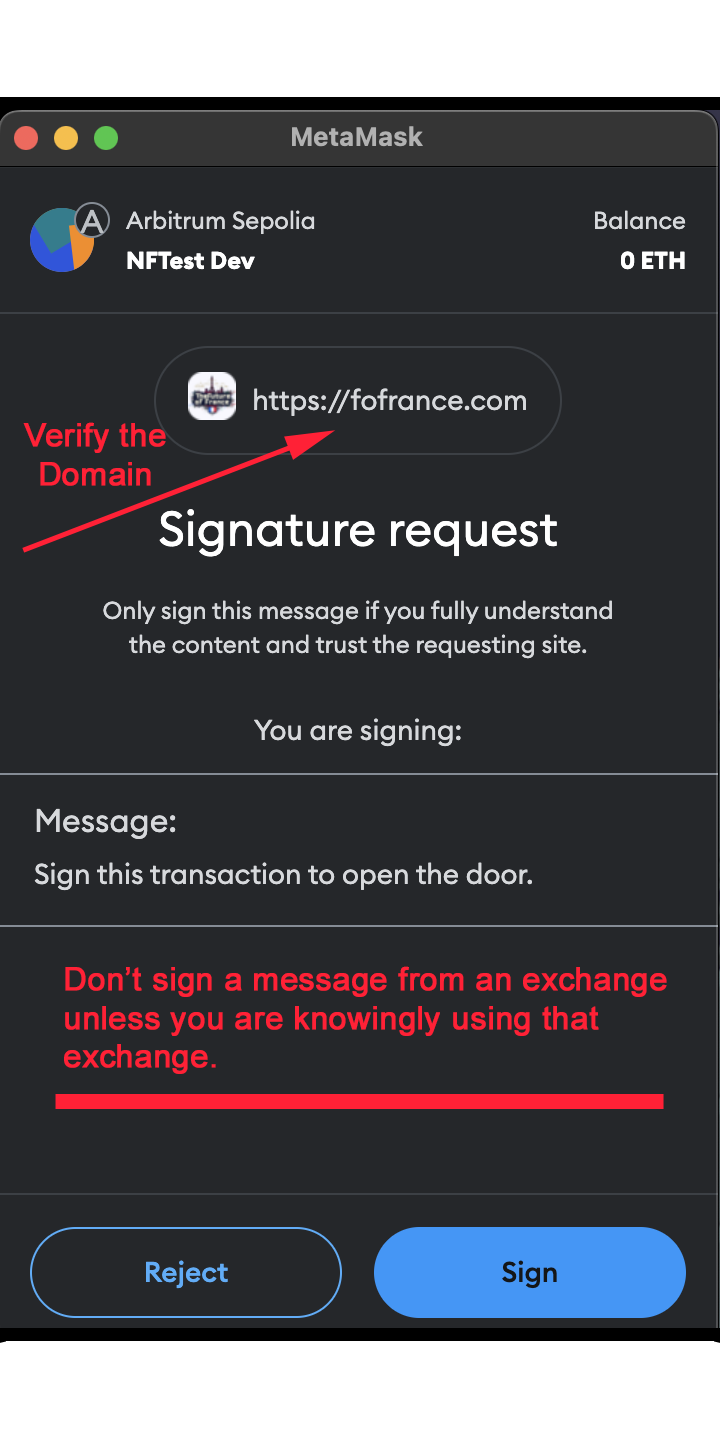 MetaMask
A
Arbitrum Sepolia
Balance
NFTest Dev
0 ETH
https://fofrance.com
Verify the
Domain
Signature request
Only sign this message if you fully understand
the content and trust the requesting site.
You are signing:
Message:
Sign this transaction to open the door.
Don’t sign a message from an exchange
unless you are knowingly using that
exchange.
Reject
Sign